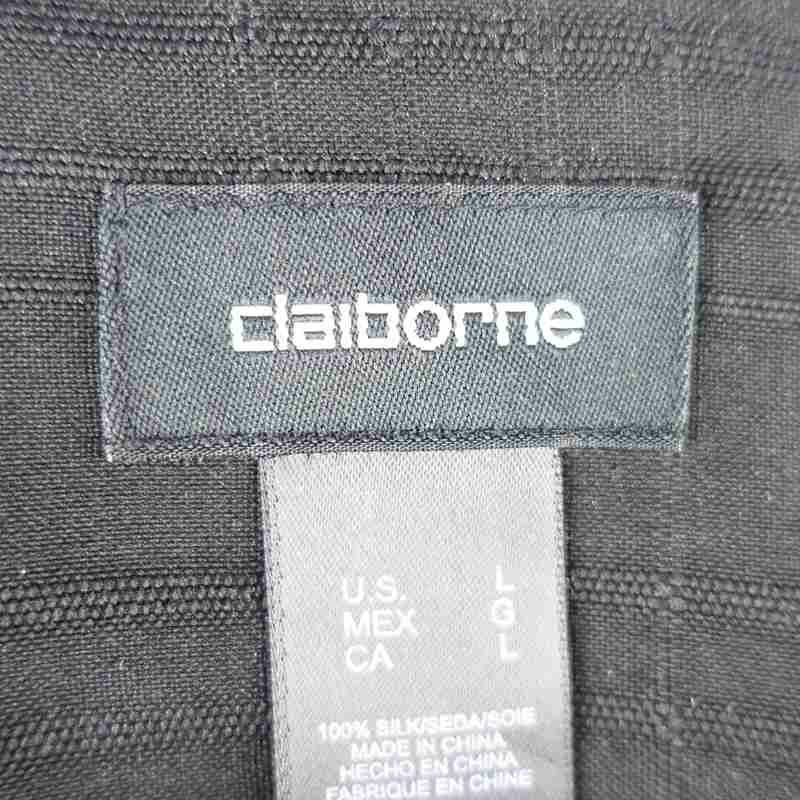 claiborne
U.S. L
MEX G
CA L
100% SILK/SEDA/SOIE
MADE IN CHINA
HECHO EN CHINA
FABRIQUE EN CHINE